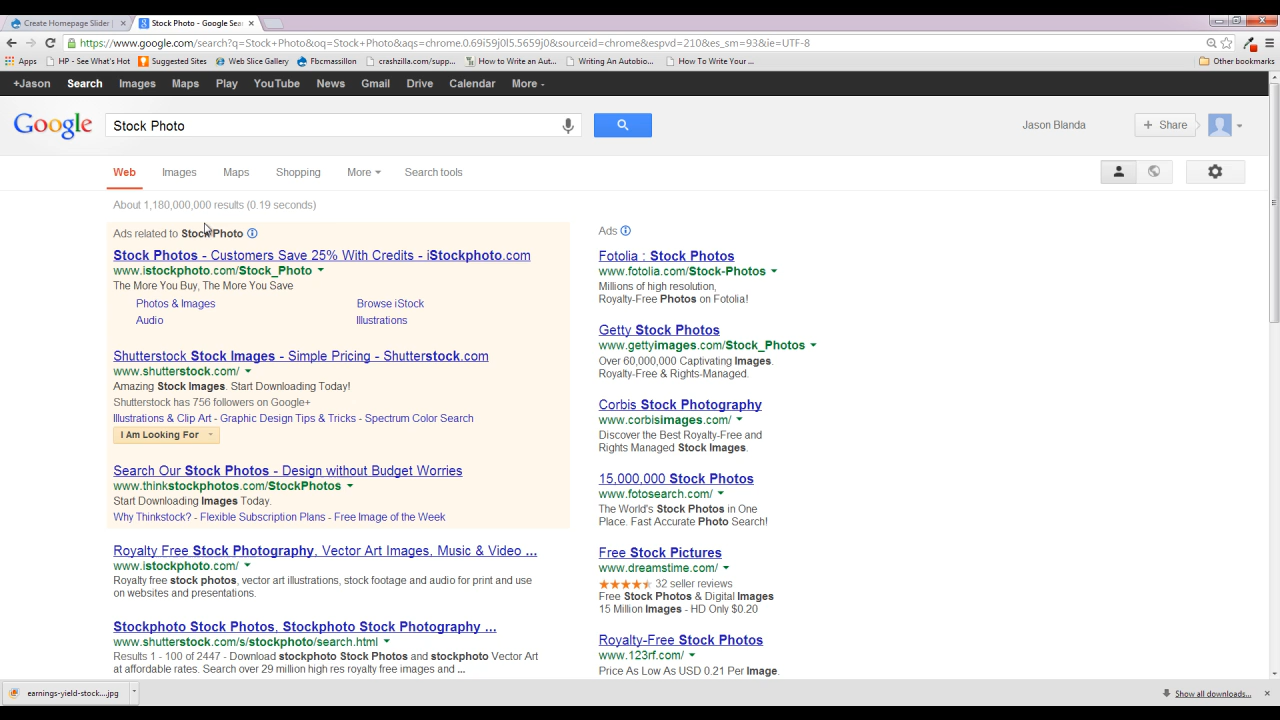 Create Homepage Slider |
Stock Photo - Google Sea
https://www.google.com/search?q=Stock+Photo&oq=Stock+Photo&aqs=chrome.0.69i59j0l5.5659j0&sourceid=chrome&espvd=210&es_sm=93&ie=UTF-8
Apps HP - See What's Hot Suggested Sites Web Slice Gallery Fbcmassillon crashzilla.com/supp... How to Write an Aut... Writing An Autobio... How To Write Your ... Other bookmarks
+Jason Search Images Maps Play YouTube News Gmail Drive Calendar More
Google Stock Photo Jason Blanda + Share
Web Images Maps Shopping More Search tools
About 1,180,000,000 results (0.19 seconds)
Ads related to Stock Photo
Stock Photos - Customers Save 25% With Credits - iStockphoto.com
www.istockphoto.com/Stock_Photo
The More You Buy, The More You Save
Photos & Images Browse iStock
Audio Illustrations
Shutterstock Stock Images - Simple Pricing - Shutterstock.com
www.shutterstock.com/
Amazing Stock Images. Start Downloading Today!
Shutterstock has 756 followers on Google+
Illustrations & Clip Art - Graphic Design Tips & Tricks - Spectrum Color Search
I Am Looking For
Search Our Stock Photos - Design without Budget Worries
www.thinkstockphotos.com/StockPhotos
Start Downloading Images Today.
Why Thinkstock? - Flexible Subscription Plans - Free Image of the Week
Royalty Free Stock Photography, Vector Art Images, Music & Video ...
www.istockphoto.com/
Royalty free stock photos, vector art illustrations, stock footage and audio for print and use
on websites and presentations.
Stockphoto Stock Photos, Stockphoto Stock Photography ...
www.shutterstock.com/s/stockphoto/search.html
Results 1 - 100 of 2447 - Download stockphoto Stock Photos and stockphoto Vector Art
at affordable rates. Search over 29 million high res royalty free images and ...
Ads
Fotolia : Stock Photos
www.fotolia.com/Stock-Photos
Millions of high resolution,
Royalty-Free Photos on Fotolia!
Getty Stock Photos
www.gettyimages.com/Stock_Photos
Over 60,000,000 Captivating Images.
Royalty-Free & Rights-Managed.
Corbis Stock Photography
www.corbisimages.com/
Discover the Best Royalty-Free and
Rights Managed Stock Images.
15,000,000 Stock Photos
www.fotosearch.com/
The World's Stock Photos in One
Place. Fast Accurate Photo Search!
Free Stock Pictures
www.dreamstime.com/
32 seller reviews
Free Stock Photos & Digital Images
15 Million Images - HD Only $0.20
Royalty-Free Stock Photos
www.123rf.com/
Price As Low As USD 0.21 Per Image.
earnings-yield-stock....jpg
Show all downloads...